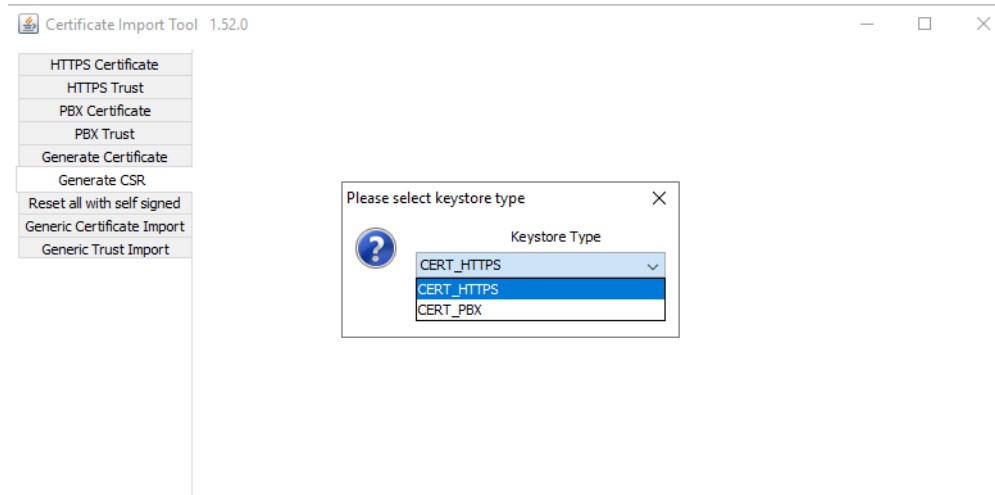 Certificate Import Tool 1.52.0
HTTPS Certificate
HTTPS Trust
PBX Certificate
PBX Trust
Generate Certificate
Generate CSR
Reset all with self signed
Generic Certificate Import
Generic Trust Import
Please select keystore type
?
Keystore Type
CERT_HTTPS
CERT_HTTPS
CERT_PBX